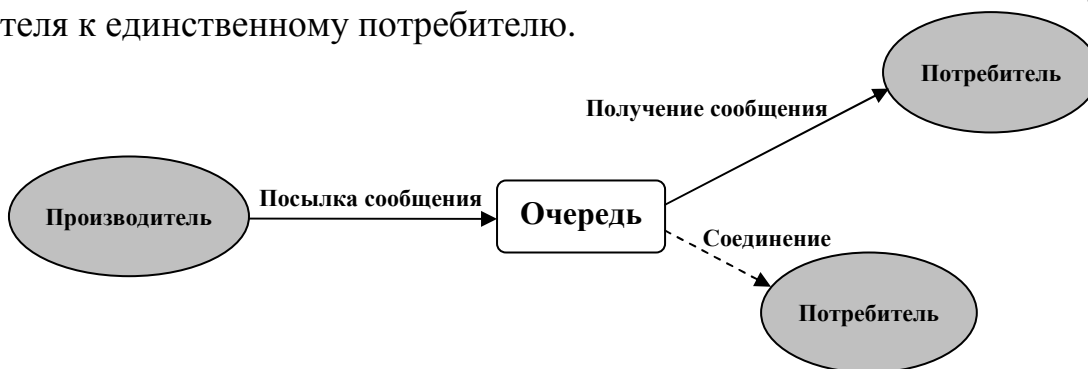 теля к единственному потребителю.
Потребитель
Получение сообщения
Производитель
Посылка сообщения
Очередь
Соединение
Потребитель